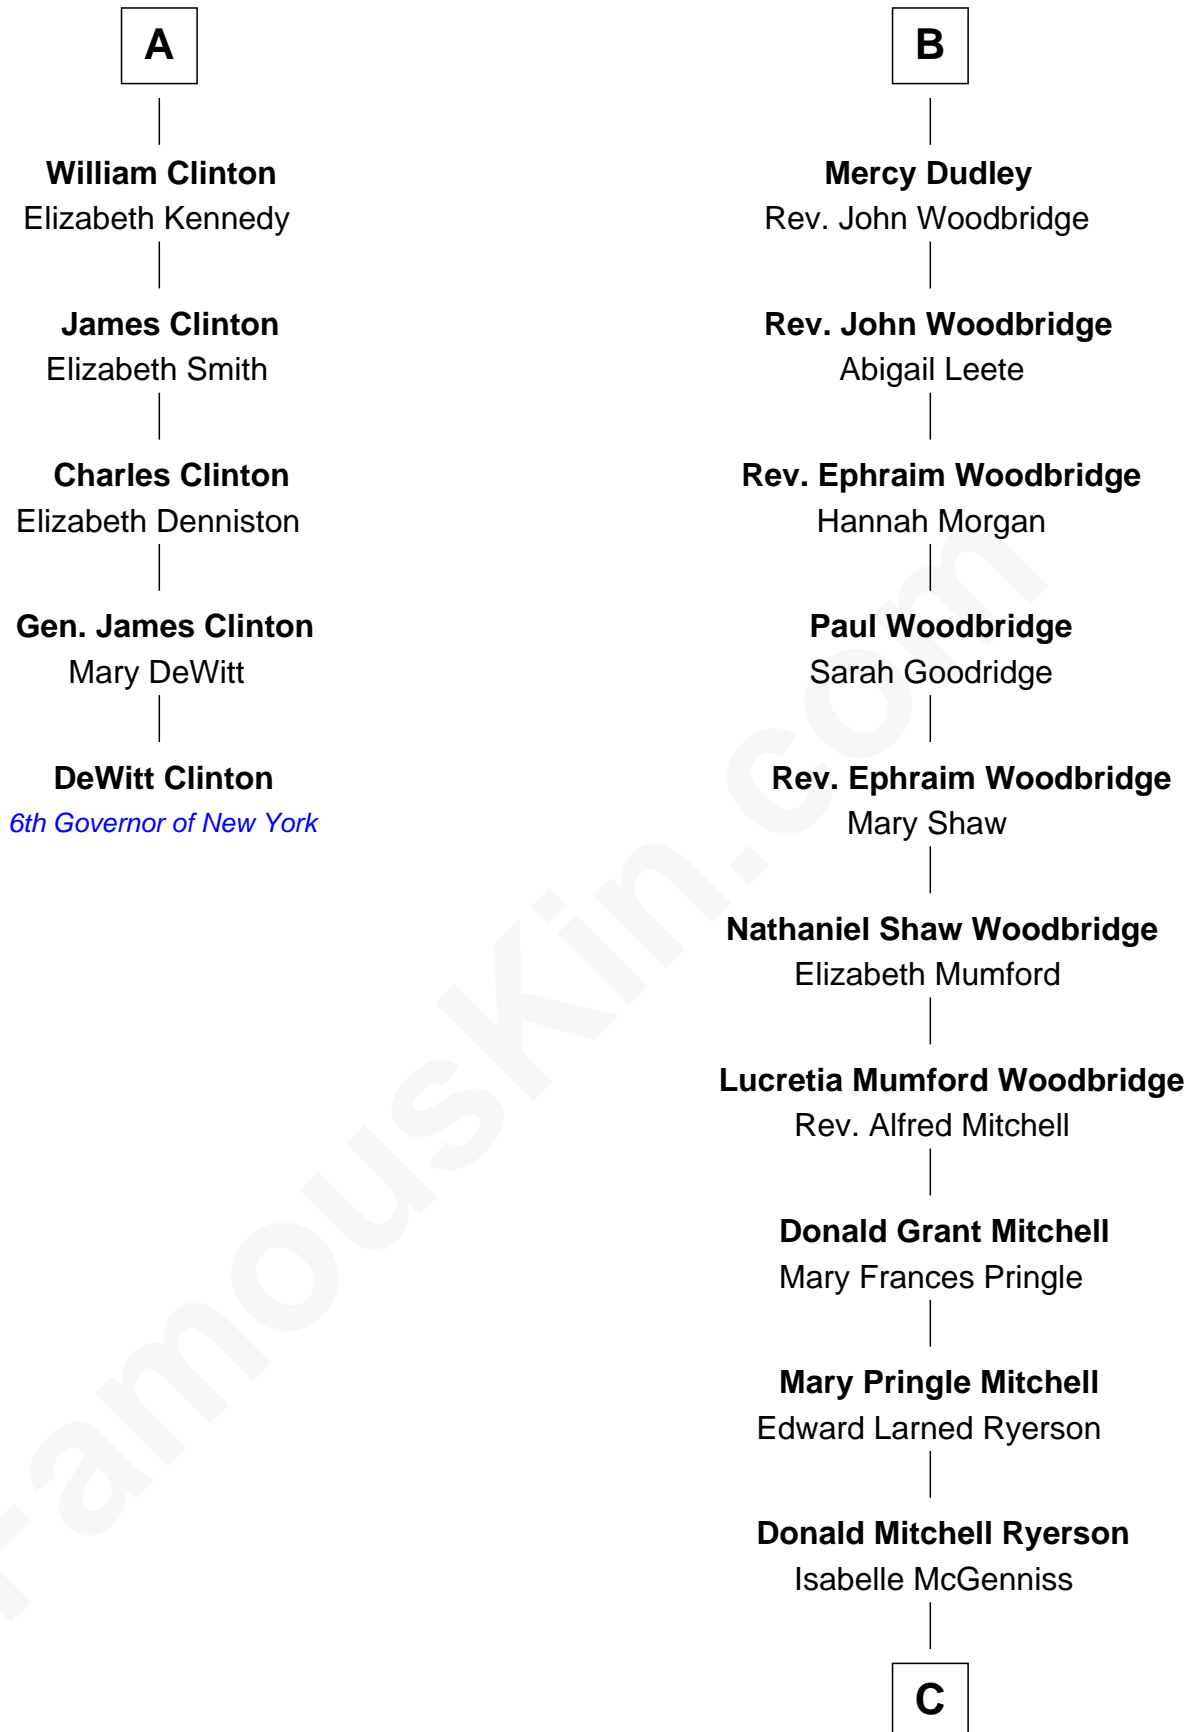 A
William Clinton
Elizabeth Kennedy
James Clinton
Elizabeth Smith
Charles Clinton
Elizabeth Denniston
Gen. James Clinton
Mary DeWitt
DeWitt Clinton
6th Governor of New York
B
Mercy Dudley
Rev. John Woodbridge
Rev. John Woodbridge
Abigail Leete
Rev. Ephraim Woodbridge
Hannah Morgan
Paul Woodbridge
Sarah Goodridge
Rev. Ephraim Woodbridge
Mary Shaw
Nathaniel Shaw Woodbridge
Elizabeth Mumford
Lucretia Mumford Woodbridge
Rev. Alfred Mitchell
Donald Grant Mitchell
Mary Frances Pringle
Mary Pringle Mitchell
Edward Larned Ryerson
Donald Mitchell Ryerson
Isabelle McGenniss
C
FamousKin.com